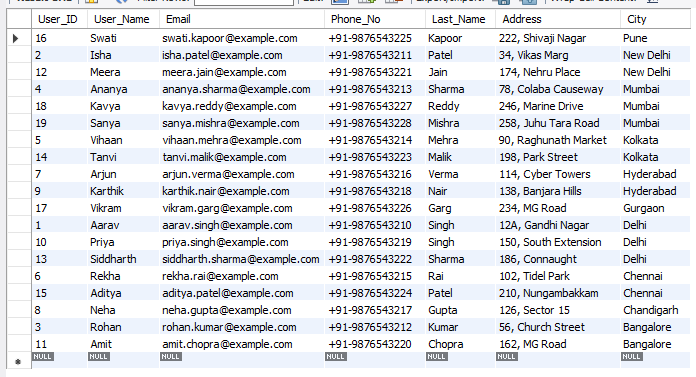 User_ID User_Name Email Phone_No Last_Name Address City
16 Swati swati.kapoor@example.com +91-9876543225 Kapoor 222, Shivaji Nagar Pune
2 Isha isha.patel@example.com +91-9876543211 Patel 34, Vikas Marg New Delhi
12 Meera meera.jain@example.com +91-9876543221 Jain 174, Nehru Place New Delhi
4 Ananya ananya.sharma@example.com +91-9876543213 Sharma 78, Colaba Causeway Mumbai
18 Kavya kavya.reddy@example.com +91-9876543227 Reddy 246, Marine Drive Mumbai
19 Sanya sanya.mishra@example.com +91-9876543228 Mishra 258, Juhu Tara Road Mumbai
5 Vihaan vihaan.mehra@example.com +91-9876543214 Mehra 90, Raghunath Market Kolkata
14 Tanvi tanvi.malik@example.com +91-9876543223 Malik 198, Park Street Kolkata
7 Arjun arjun.verma@example.com +91-9876543216 Verma 114, Cyber Towers Hyderabad
9 Karthik karthik.nair@example.com +91-9876543218 Nair 138, Banjara Hills Hyderabad
17 Vikram vikram.garg@example.com +91-9876543226 Garg 234, MG Road Gurgaon
1 Aarav aarav.singh@example.com +91-9876543210 Singh 12A, Gandhi Nagar Delhi
10 Priya priya.singh@example.com +91-9876543219 Singh 150, South Extension Delhi
13 Siddharth siddharth.sharma@example.com +91-9876543222 Sharma 186, Connaught Delhi
6 Rekha rekha.rai@example.com +91-9876543215 Rai 102, Tidel Park Chennai
15 Aditya aditya.patel@example.com +91-9876543224 Patel 210, Nungambakkam Chennai
8 Neha neha.gupta@example.com +91-9876543217 Gupta 126, Sector 15 Chandigarh
3 Rohan rohan.kumar@example.com +91-9876543212 Kumar 56, Church Street Bangalore
11 Amit amit.chopra@example.com +91-9876543220 Chopra 162, MG Road Bangalore
NULL NULL NULL NULL NULL NULL NULL